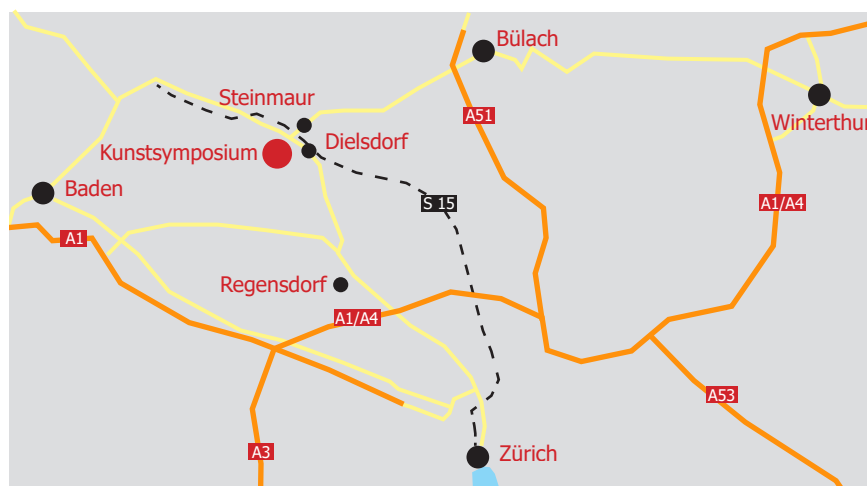 Bülach
Steinmaur
A51
Winterthur
Dielsdorf
Kunstsymposium
Baden
S 15
A1/A4
A1
Regensdorf
A1/A4
A53
A3
Zürich